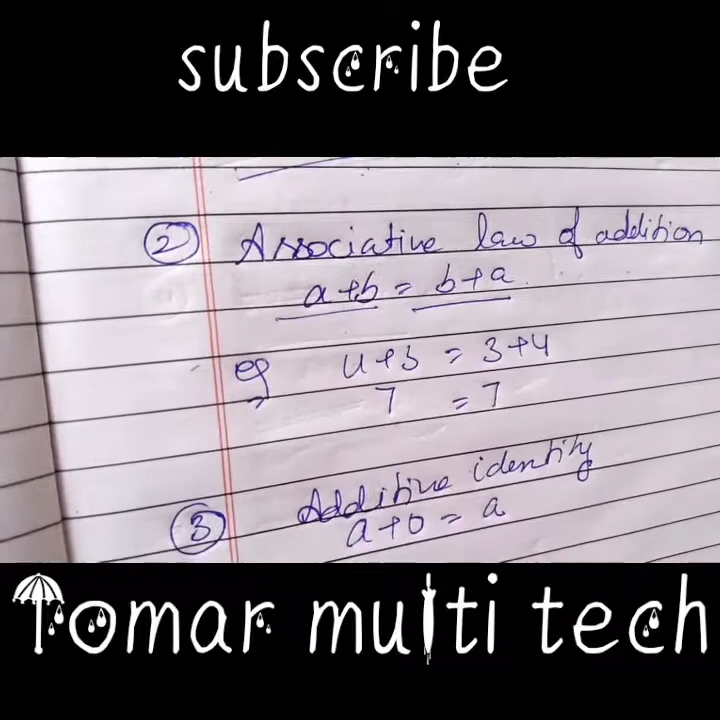 subscribe
② Associative law of addition
a+b = b+a
eg 4+3 = 3+4
7 = 7
③ Additive identity
a+0 = a
Tomar multi tech